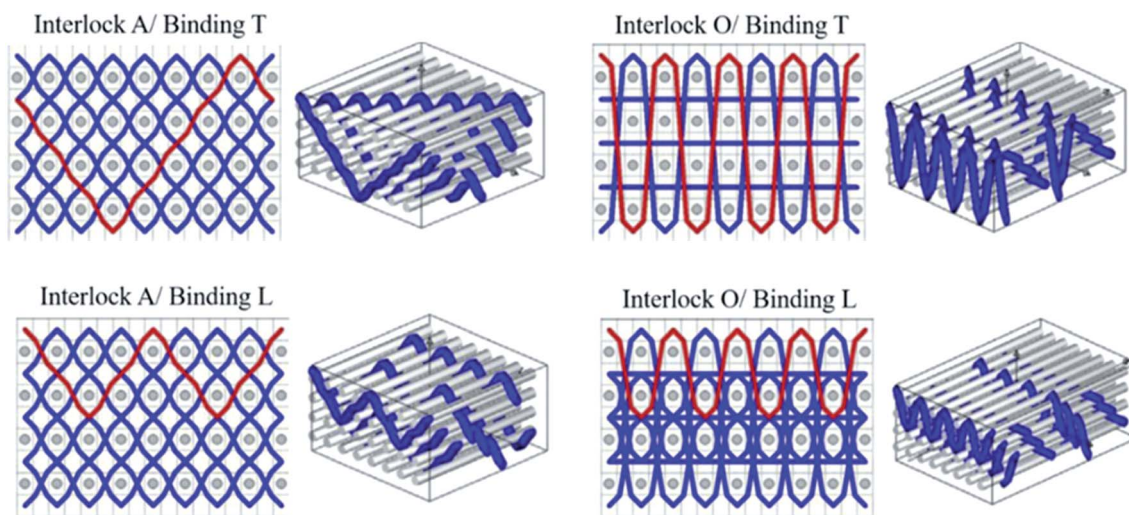 Interlock A/ Binding T
Interlock O/ Binding T
Interlock A/ Binding L
Interlock O/ Binding L